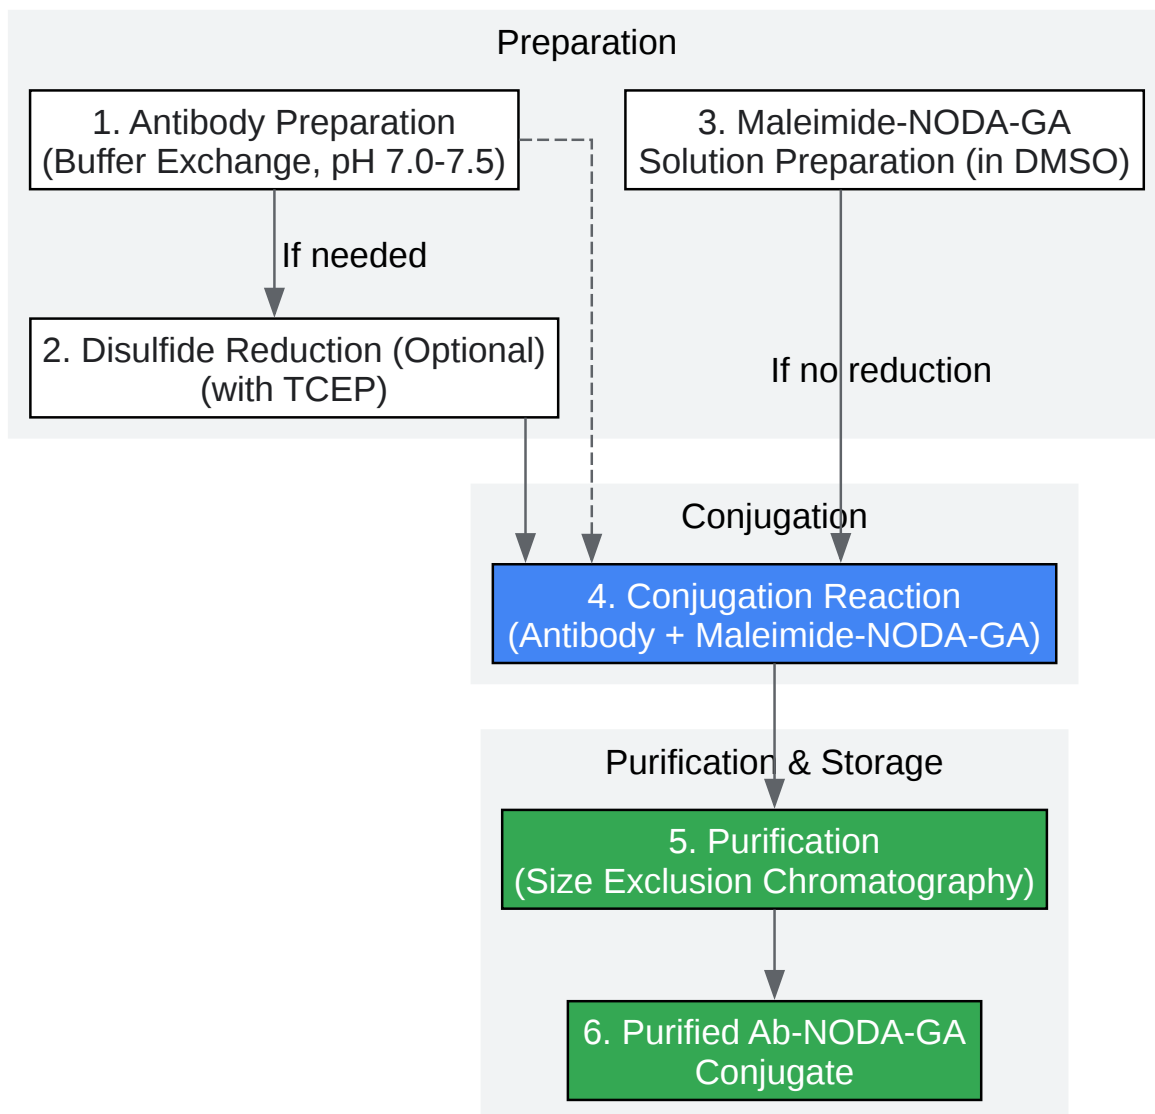 Preparation
1. Antibody Preparation
(Buffer Exchange, pH 7.0-7.5)
3. Maleimide-NODA-GA
Solution Preparation (in DMSO)
If needed
2. Disulfide Reduction (Optional)
(with TCEP)
If no reduction
Conjugation
4. Conjugation Reaction
(Antibody + Maleimide-NODA-GA)
Purification & Storage
5. Purification
(Size Exclusion Chromatography)
6. Purified Ab-NODA-GA
Conjugate